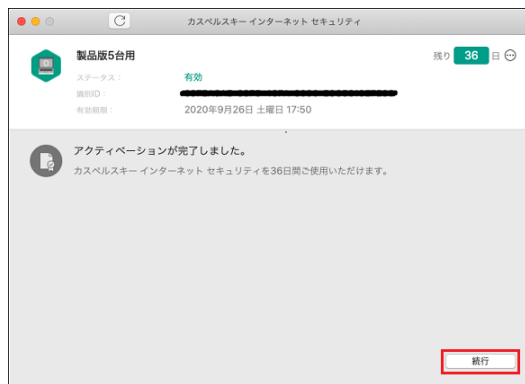 カスペルスキー インターネット セキュリティ
製品版5台用
残り 36 日
ステータス： 有効
識別ID：
有効期限： 2020年9月26日 土曜日 17:50
アクティベーションが完了しました。
カスペルスキー インターネット セキュリティを36日間ご使用いただけます。
続行